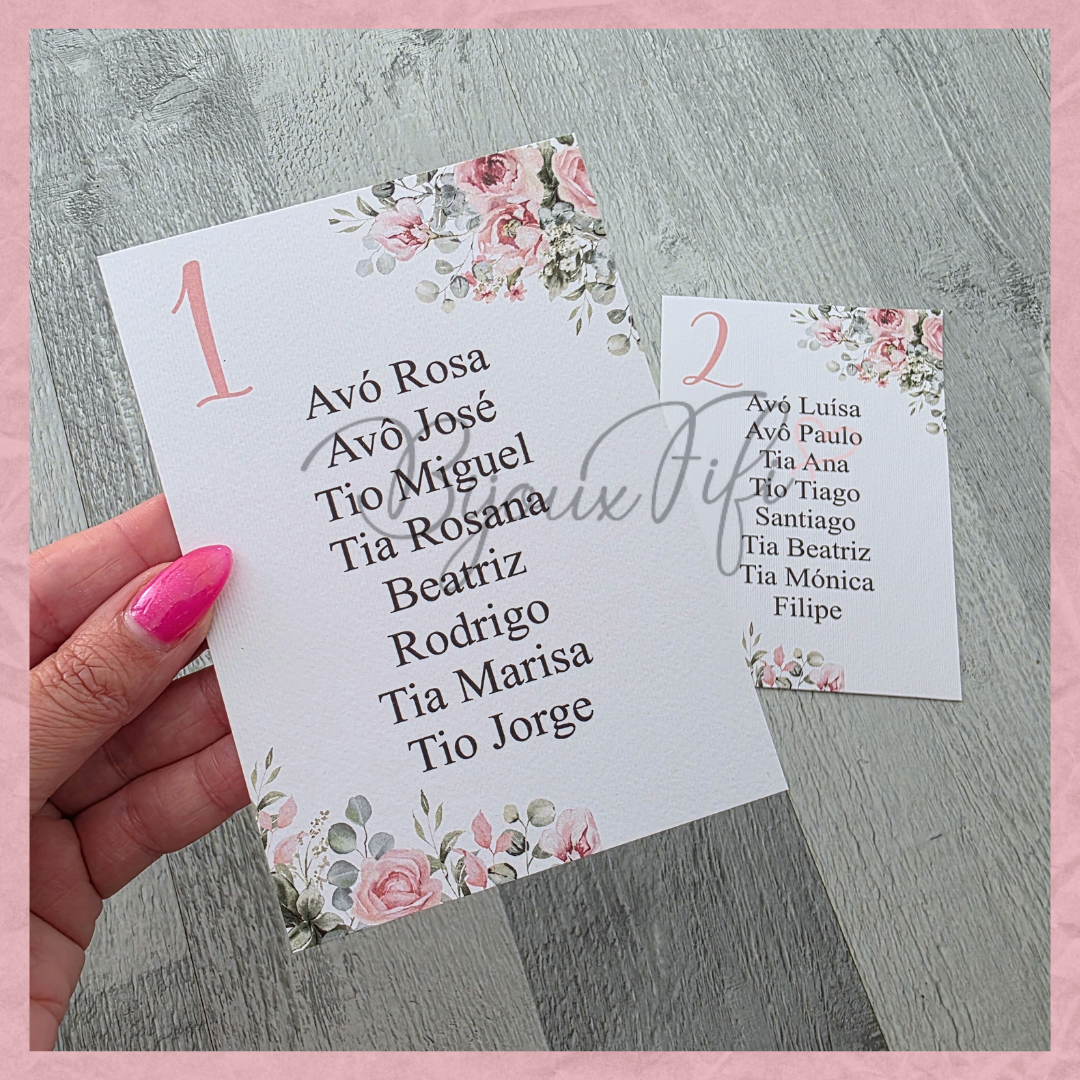 1
Avó Rosa
Avô José
Tio Miguel
Tia Rosana
Beatriz
Rodrigo
Tia Marisa
Tio Jorge
2
Avó Luísa
Avô Paulo
Tia Ana
Tio Tiago
Santiago
Tia Beatriz
Tia Mónica
Filipe
Bijoux Fifi